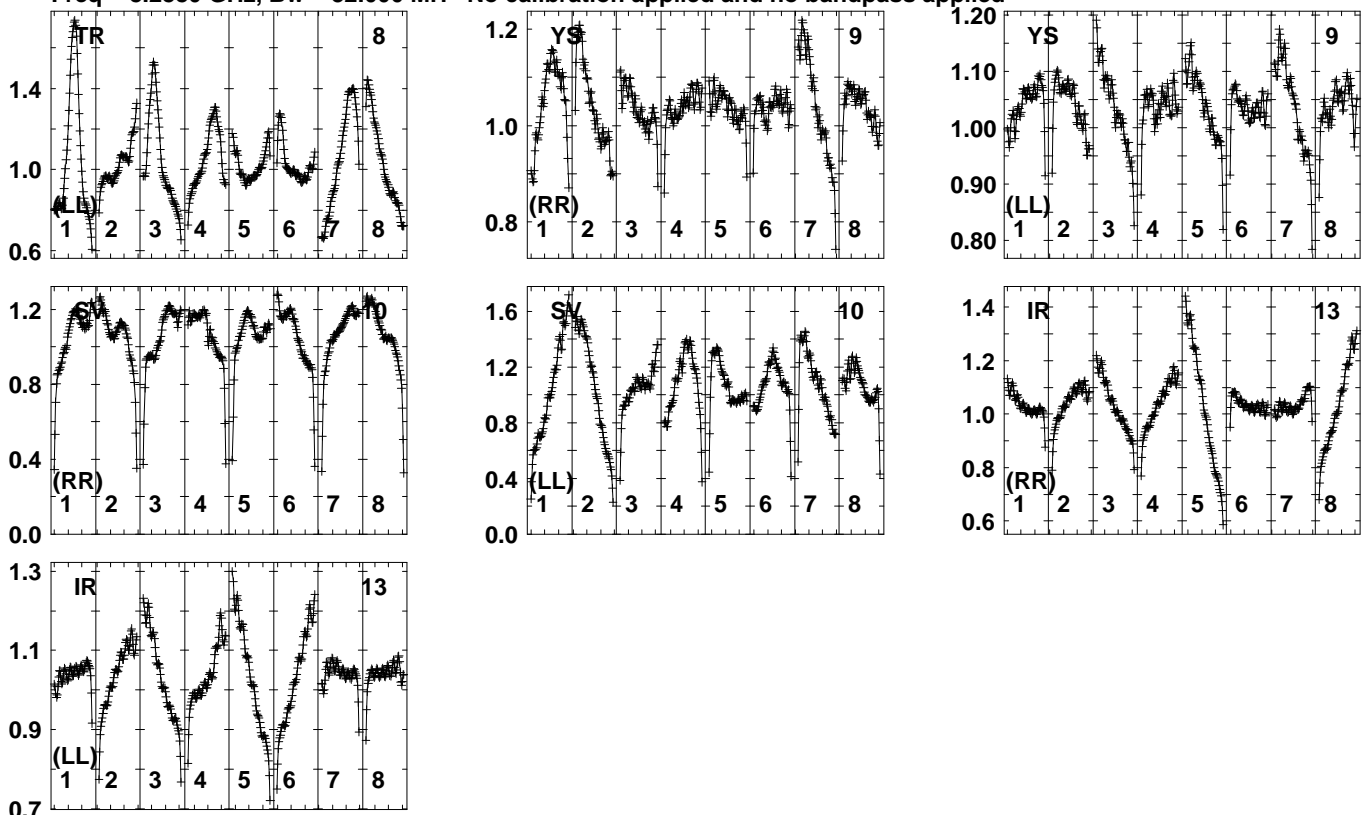 No calibration applied and no bandpass applied
TR 8
1.4
1.0
0.6
(LL)
1 2 3 4 5 6 7 8
YS 9
1.2
1.0
0.8
(RR)
1 2 3 4 5 6 7 8
YS 9
1.20
1.10
1.00
0.90
0.80
(LL)
1 2 3 4 5 6 7 8
SV 10
1.2
0.8
0.4
0.0
(RR)
1 2 3 4 5 6 7 8
SV 10
1.6
1.2
0.8
0.4
0.0
(LL)
1 2 3 4 5 6 7 8
IR 13
1.4
1.2
1.0
0.8
0.6
(RR)
1 2 3 4 5 6 7 8
IR 13
1.3
1.1
0.9
0.7
(LL)
1 2 3 4 5 6 7 8